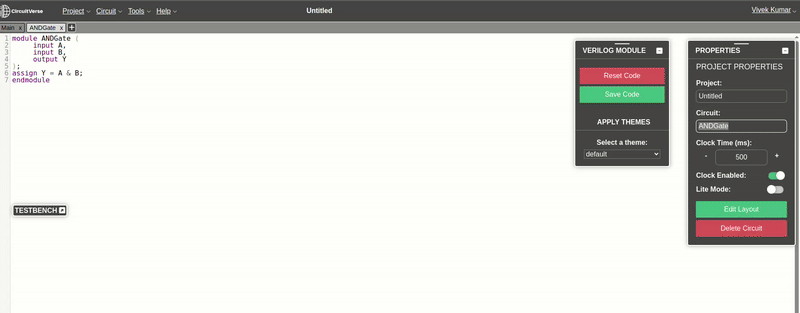 CircuitVerse Project Circuit Tools Help Untitled Vivek Kumar
Main x ANDGate x
1 module ANDGate (
2 input A,
3 input B,
4 output Y
5 );
6 assign Y = A & B;
7 endmodule
TESTBENCH
VERILOG MODULE
Reset Code
Save Code
APPLY THEMES
Select a theme:
default
PROPERTIES
PROJECT PROPERTIES
Project:
Untitled
Circuit:
ANDGate
Clock Time (ms):
- 500 +
Clock Enabled:
Lite Mode:
Edit Layout
Delete Circuit